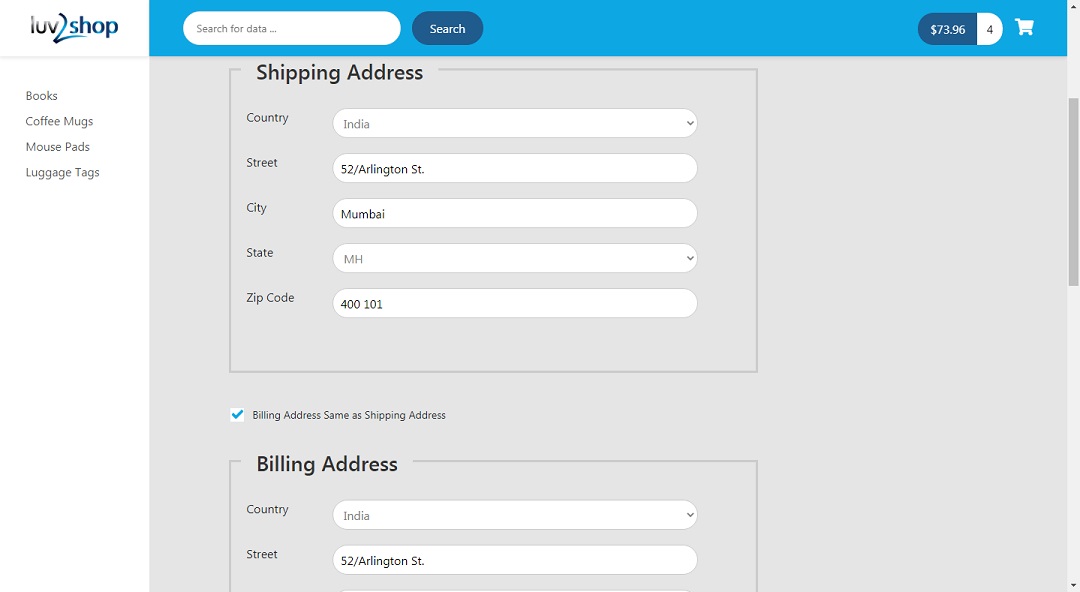 luv2shop
Search for data ...
Search
$73.96 4
Books
Coffee Mugs
Mouse Pads
Luggage Tags
Shipping Address
Country India
Street 52/Arlington St.
City Mumbai
State MH
Zip Code 400 101
Billing Address Same as Shipping Address
Billing Address
Country India
Street 52/Arlington St.